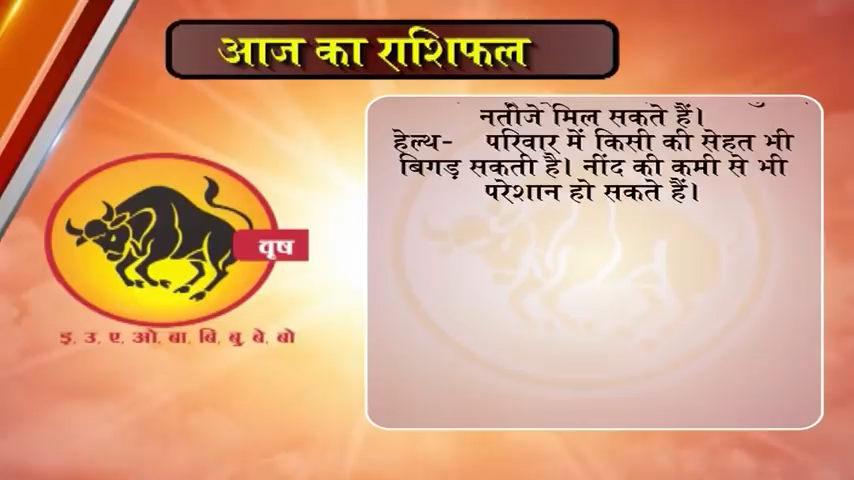 आज का राशिफल
नतीजे मिल सकते हैं।
हेल्थ- परिवार में किसी की सेहत भी
बिगड़ सकती है। नींद की कमी से भी
परेशान हो सकते हैं।
वृष
इ, उ, ए, ओ, बा, बि, बु, बे, बो